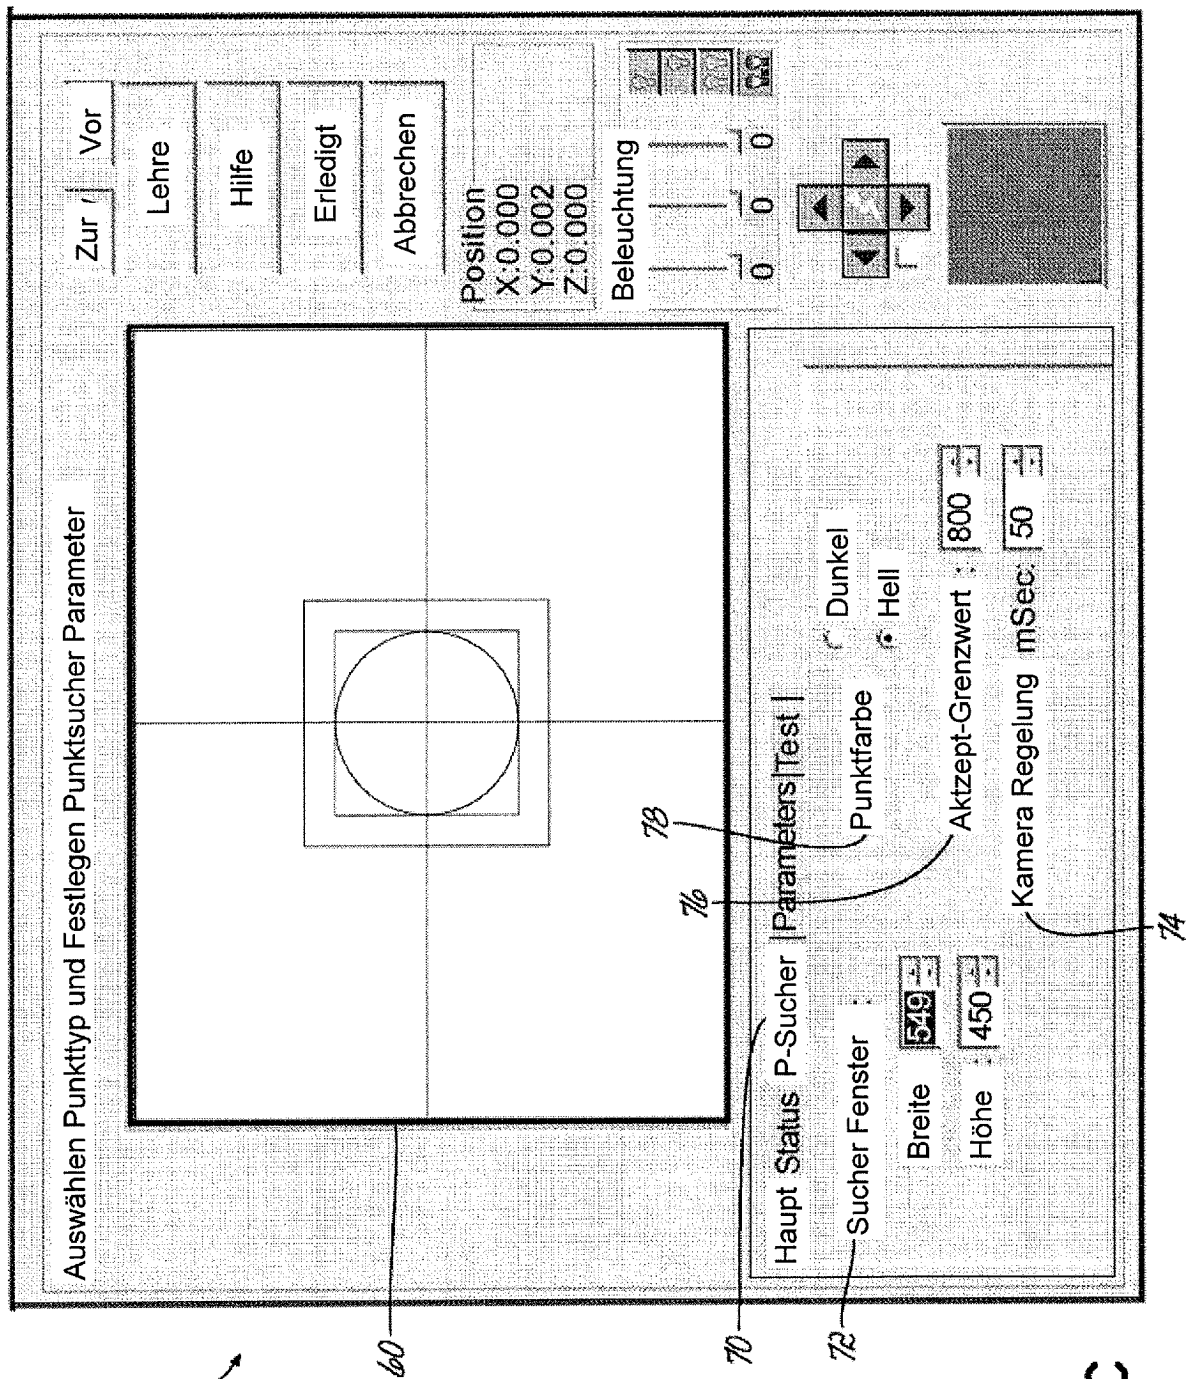 Auswählen Punkttyp und Festlegen Punktsucher Parameter
Zur Vor
Lehre
Hilfe
Erledigt
Abbrechen
Position
X:0.000
Y:0.002
Z:0.000
Beleuchtung
0 0 0
60
70
Haupt Status P-Sucher |Parameters|Test|
72
Sucher Fenster :
Breite 549
Höhe : 450
78
Punktfarbe
Dunkel
Hell
76
Aktzept-Grenzwert : 800
Kamera Regelung mSec: 50
74